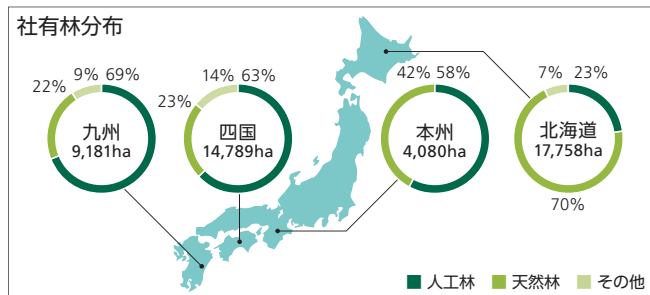 社有林分布
22%
9%
69%
九州
9,181ha
23%
14%
63%
四国
14,789ha
42%
58%
本州
4,080ha
7%
23%
北海道
17,758ha
70%
人工林
天然林
その他